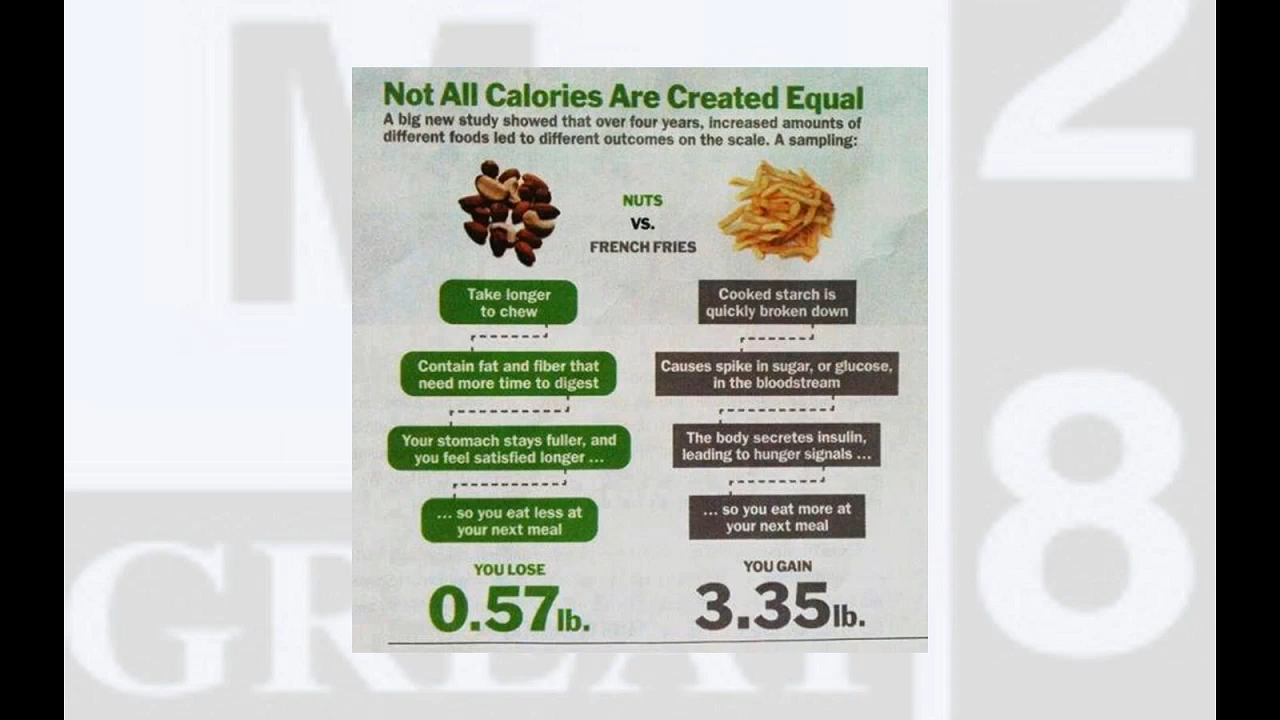 Not All Calories Are Created Equal
A big new study showed that over four years, increased amounts of
different foods led to different outcomes on the scale. A sampling:
NUTS
VS.
FRENCH FRIES
Take longer
to chew
Contain fat and fiber that
need more time to digest
Your stomach stays fuller, and
you feel satisfied longer ...
... so you eat less at
your next meal
YOU LOSE
0.57lb.
Cooked starch is
quickly broken down
Causes spike in sugar, or glucose,
in the bloodstream
The body secretes insulin,
leading to hunger signals ...
... so you eat more at
your next meal
YOU GAIN
3.35lb.
M
2
8
GREAT